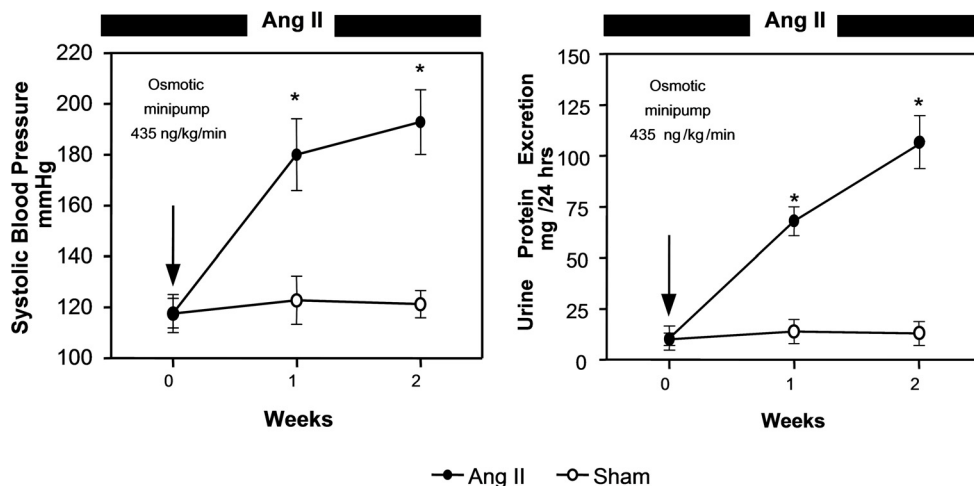 Ang II
Systolic Blood Pressure
mmHg
220
200
180
160
140
120
100
Osmotic
minipump
435 ng/kg/min
*
*
0
1
2
Weeks
Ang II
Urine Protein Excretion
mg /24 hrs
150
125
100
75
50
25
0
Osmotic
minipump
435 ng/kg/min
*
*
0
1
2
Weeks
Ang II Sham